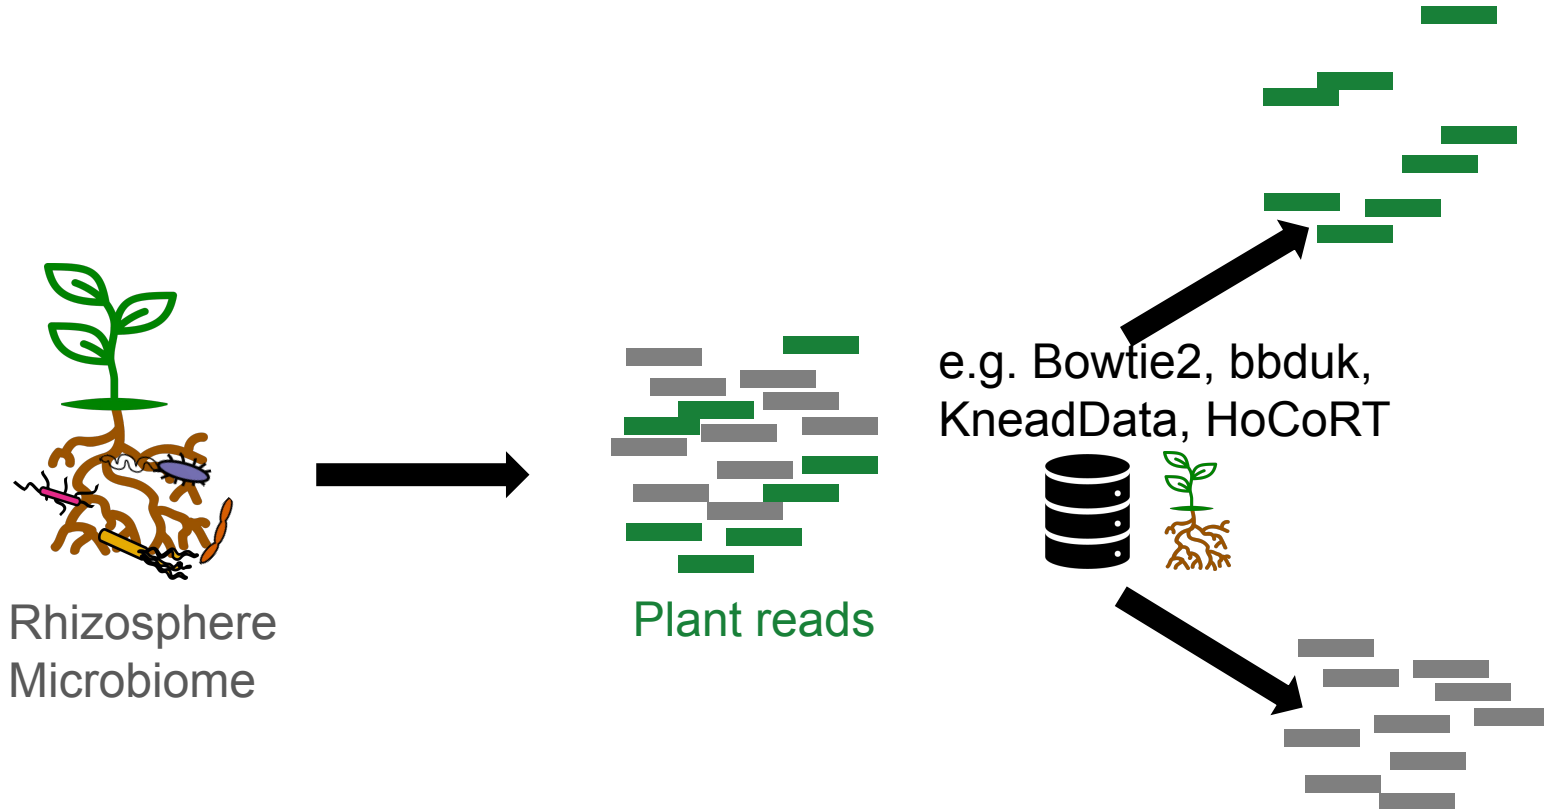 e.g. Bowtie2, bbduk,
KneadData, HoCoRT
Rhizosphere
Microbiome
Plant reads